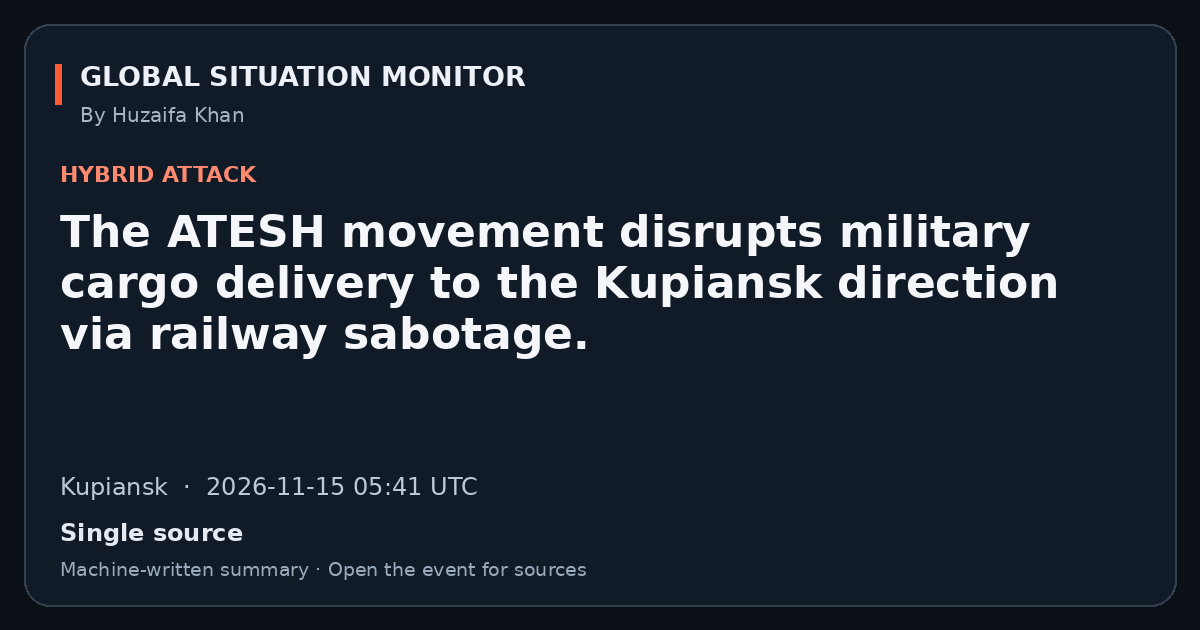 GLOBAL SITUATION MONITOR
By Huzaifa Khan
HYBRID ATTACK
The ATESH movement disrupts military
cargo delivery to the Kupiansk direction
via railway sabotage.
Kupiansk · 2026-11-15 05:41 UTC
Single source
Machine-written summary · Open the event for sources